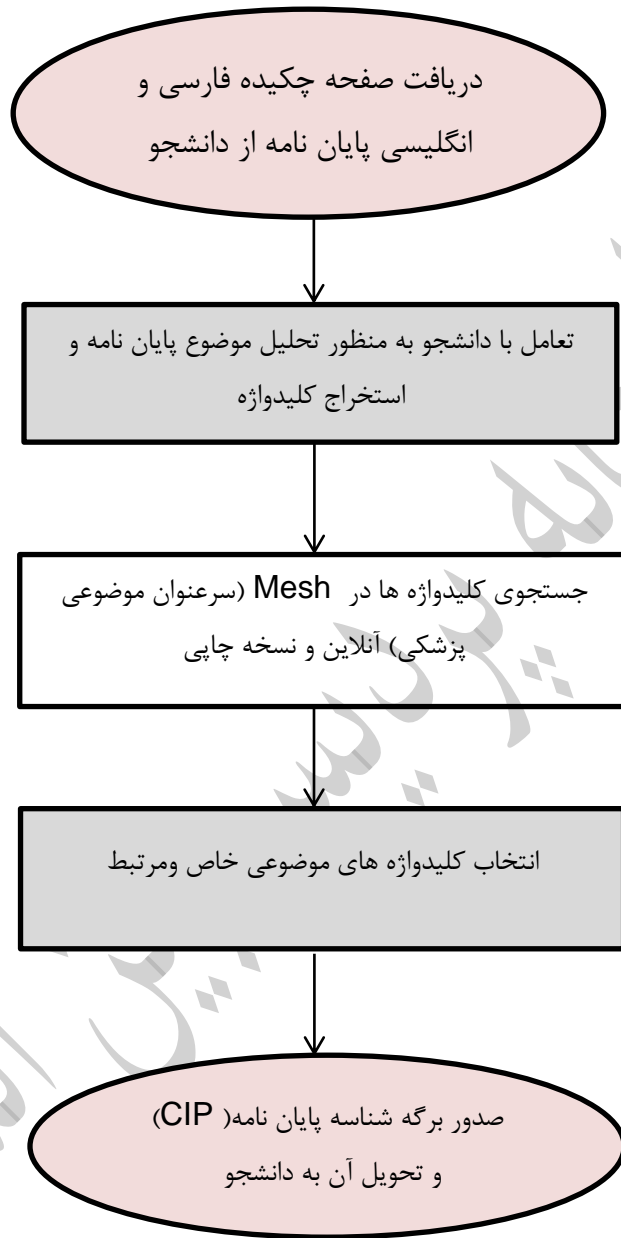 دریافت صفحه چکیده فارسی و
انگلیسی پایان نامه از دانشجو
تعامل با دانشجو به منظور تحلیل موضوع پایان نامه و
استخراج کلیدواژه
جستجوی کلیدواژه ها در Mesh (سرعنوان موضوعی
پزشکی) آنلاین و نسخه چاپی
انتخاب کلیدواژه های موضوعی خاص ومرتبط
صدور برگه شناسه پایان نامه( CIP)
و تحویل آن به دانشجو